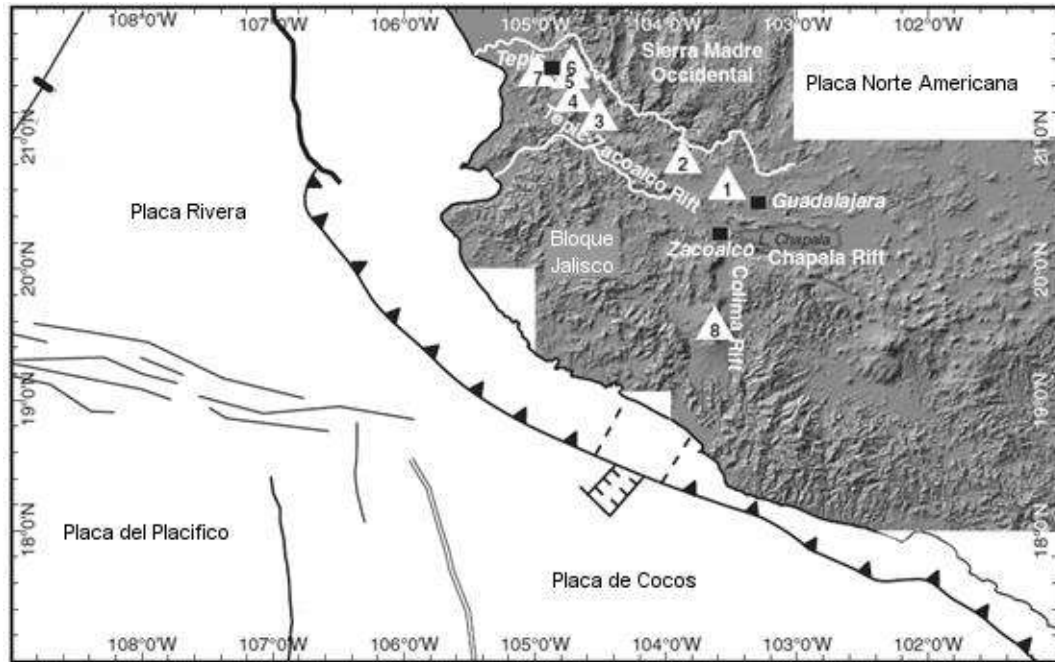 108°0'W 107°0'W 106°0'W 105°0'W 104°0'W 103°0'W 102°0'W
21°0'N
20°0'N
19°0'N
18°0'N
Sierra Madre
Occidental
Placa Norte Americana
Tepic
6
7
5
4
3
2
1
Tepic-Zacoalco Rift
Guadalajara
Placa Rivera
Bloque
Jalisco
Zacoalco
L. Chapala
Chapala Rift
Colima Rift
8
Placa del Placifico
Placa de Cocos
21°0'N
20°0'N
19°0'N
18°0'N
108°0'W 107°0'W 106°0'W 105°0'W 104°0'W 103°0'W 102°0'W